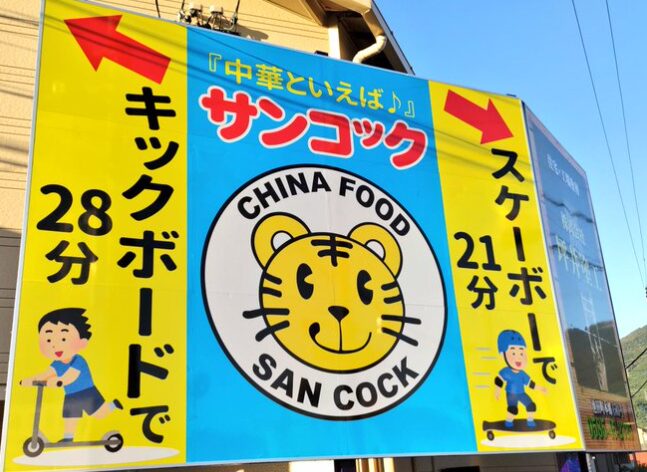 『中華といえば♪』
サンコック
CHINA FOOD
SAN COCK
キックボードで
28分
スケーボーで
21分